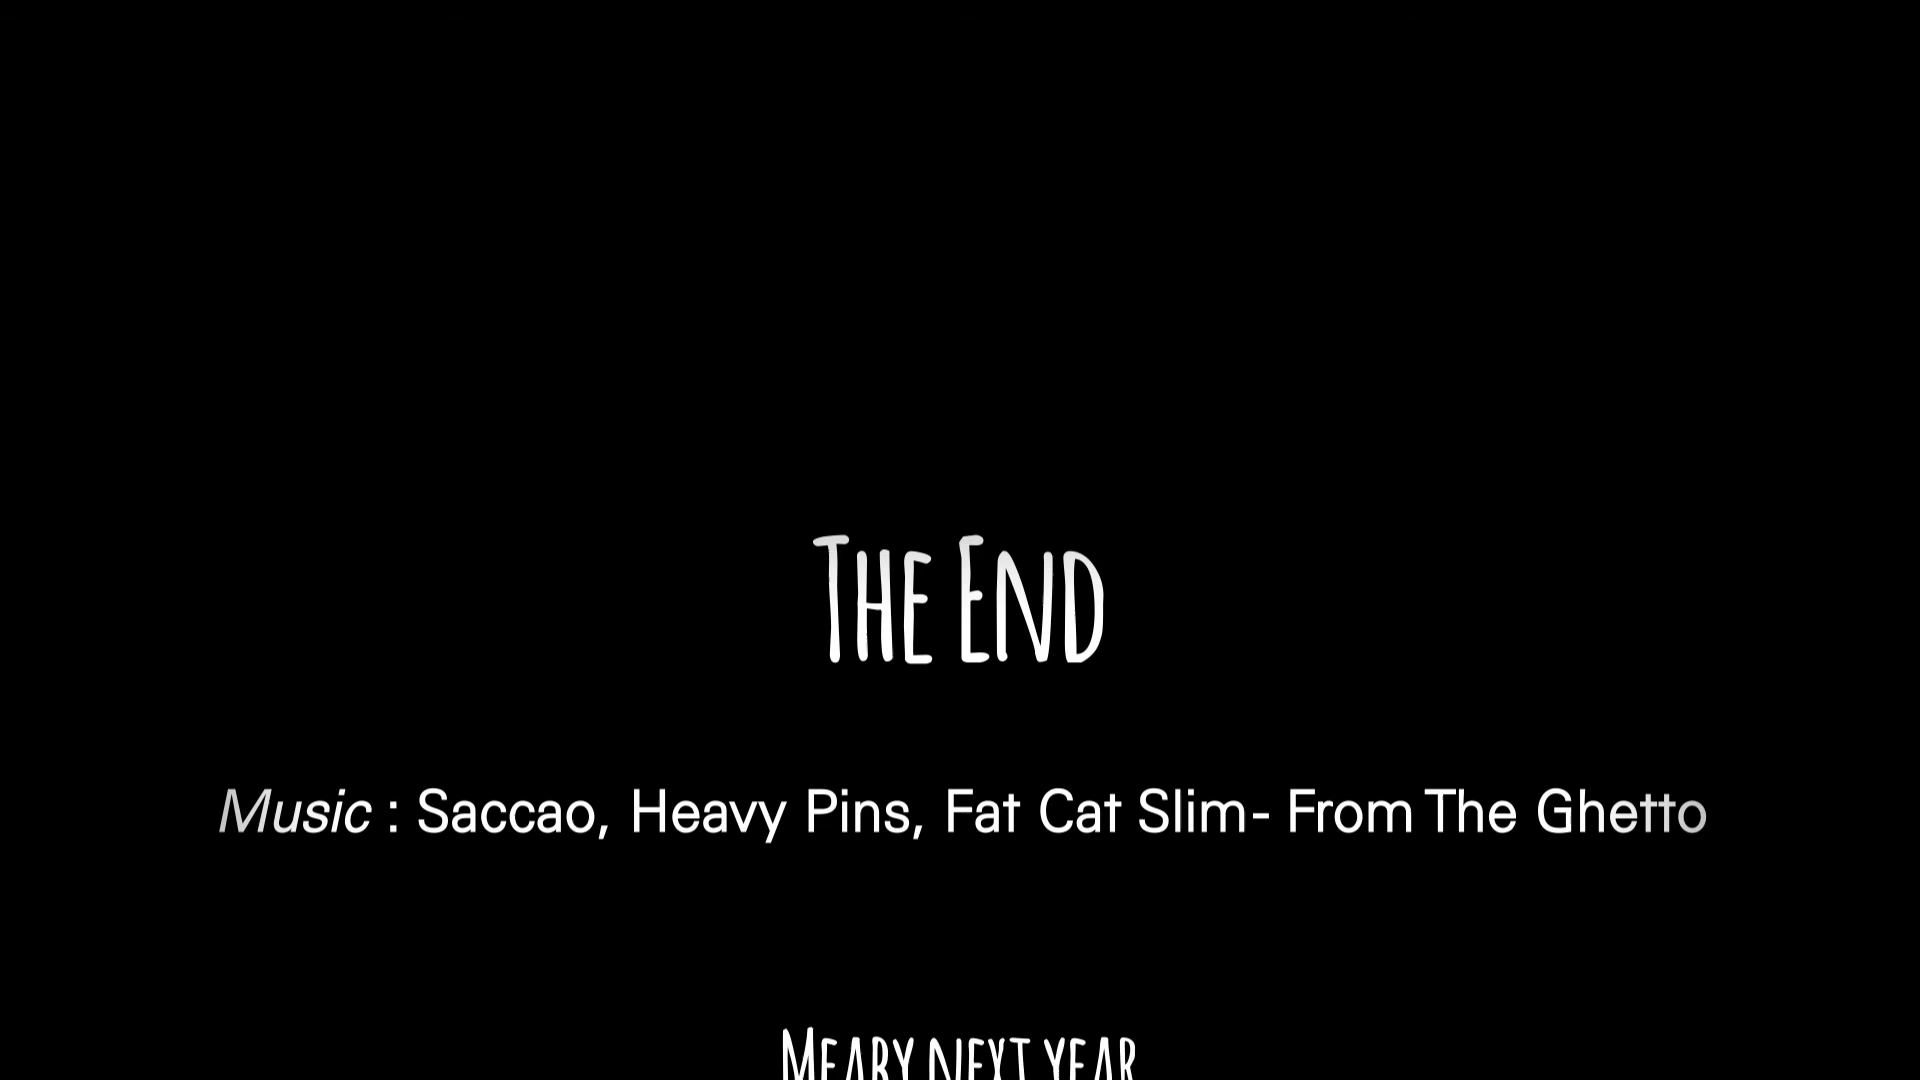 The End
Music : Saccao, Heavy Pins, Fat Cat Slim- From The Ghetto
Meary next year